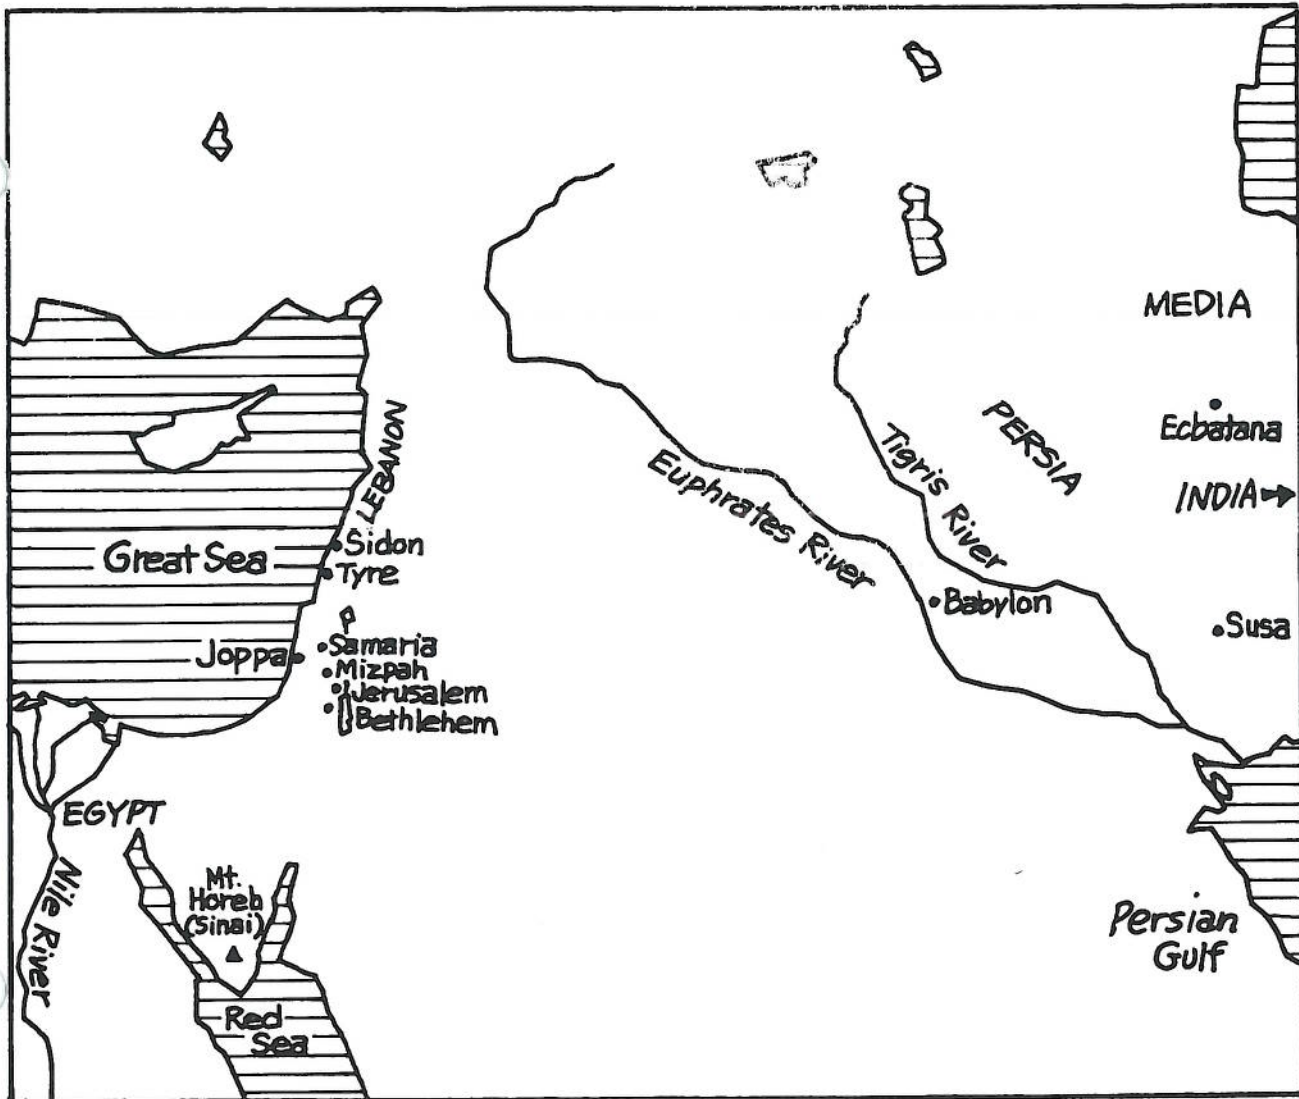 MEDIA
Ecbatana
INDIA
PERSIA
Tigris River
Euphrates River
LEBANON
Sidon
Great Sea
Tyre
Babylon
Susa
Samaria
Joppa
Mizpah
Jerusalem
Bethlehem
EGYPT
Nile River
Mt.
Horeb
(Sinai)
Persian
Gulf
Red
Sea